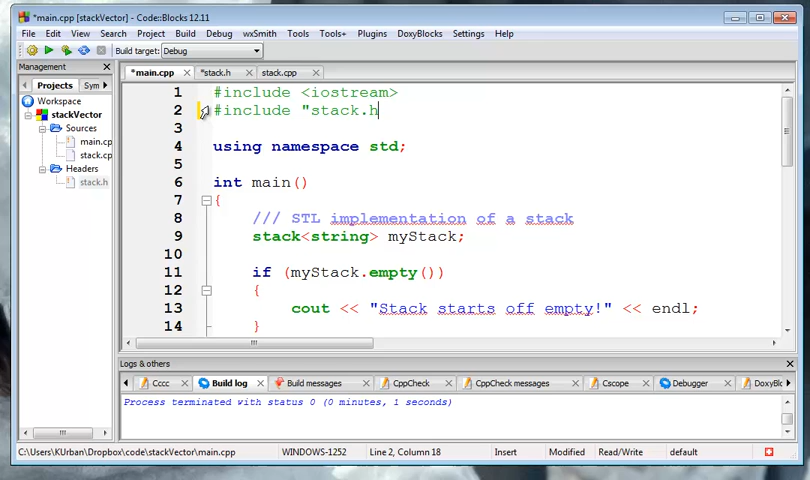 *main.cpp [stackVector] - Code::Blocks 12.11
File Edit View Search Project Build Debug wxSmith Tools Tools+ Plugins DoxyBlocks Settings Help
Build target: Debug
Management
Projects Sym
Workspace
stackVector
Sources
main.cp
stack.cp
Headers
stack.h
*main.cpp *stack.h stack.cpp
1 #include <iostream>
2 #include "stack.h
3
4 using namespace std;
5
6 int main()
7 {
8 /// STL implementation of a stack
9 stack<string> myStack;
10
11 if (myStack.empty())
12 {
13 cout << "Stack starts off empty!" << endl;
14 }
Logs & others
Cccc Build log Build messages CppCheck CppCheck messages Cscope Debugger DoxyBlo
Process terminated with status 0 (0 minutes, 1 seconds)
C:\Users\KUrban\Dropbox\code\stackVector\main.cpp WINDOWS-1252 Line 2, Column 18 Insert Modified Read/Write default